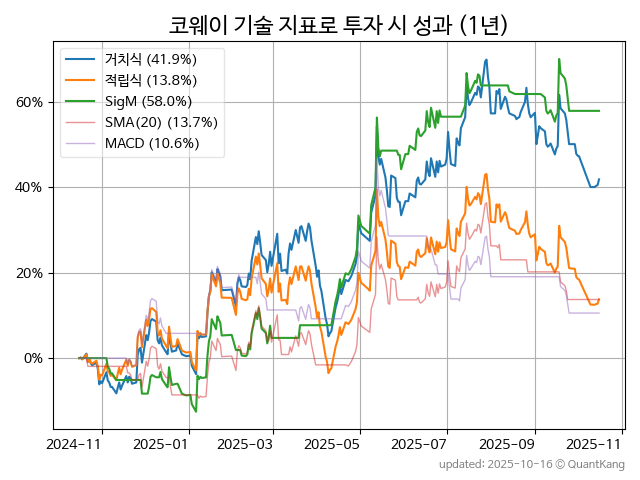 코웨이 기술 지표로 투자 시 성과 (1년)
거치식 (41.9%)
적립식 (13.8%)
SigM (58.0%)
SMA(20) (13.7%)
MACD (10.6%)
60%
40%
20%
0%
2024-11 2025-01 2025-03 2025-05 2025-07 2025-09 2025-11
updated: 2025-10-16 © QuantKang